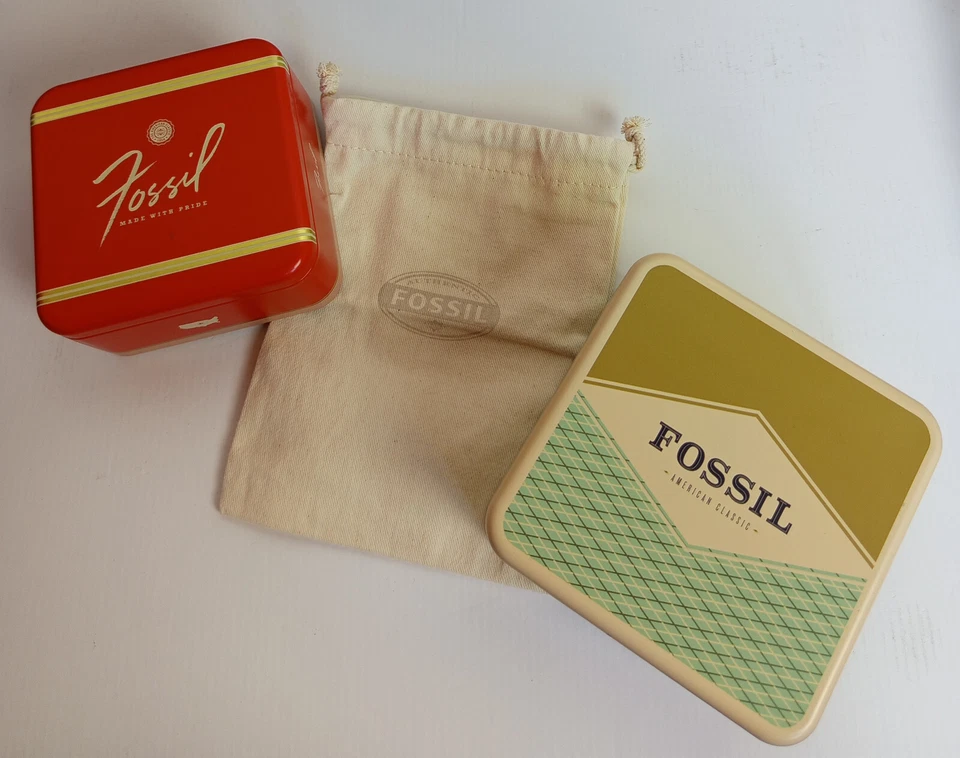 Fossil
MADE WITH PRIDE
AUTHENTIC
FOSSIL
FOSSIL
AMERICAN CLASSIC